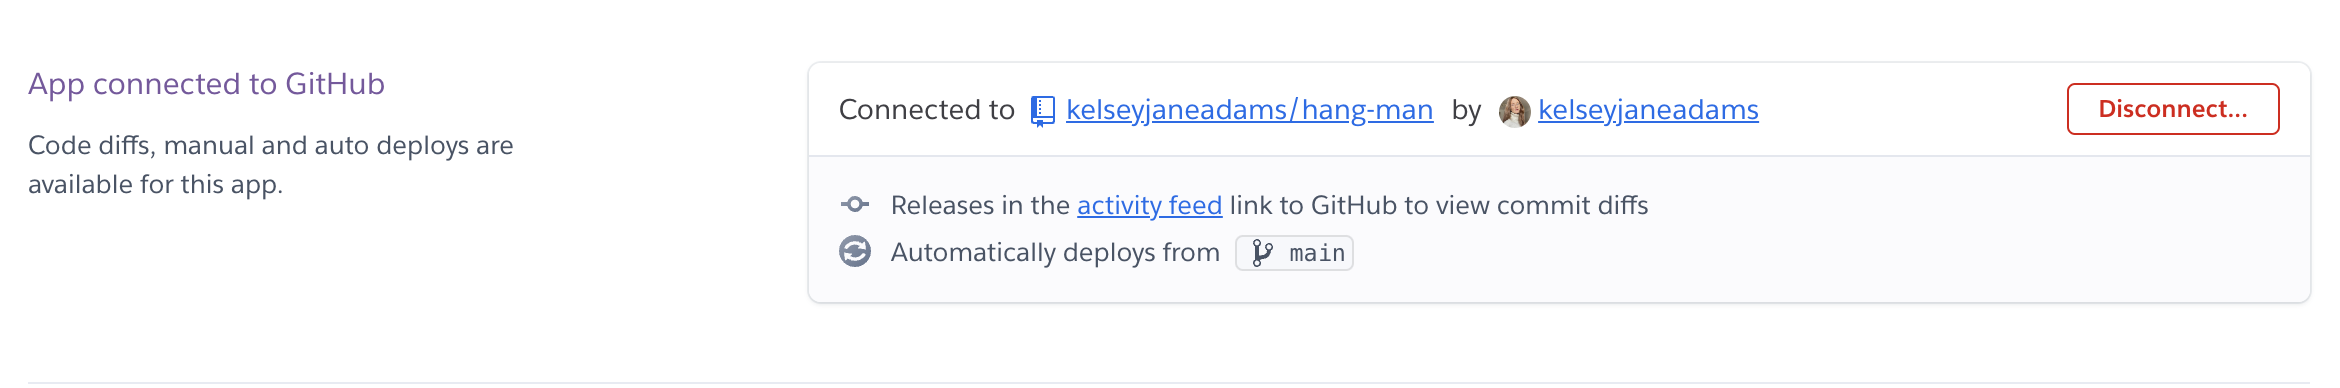 App connected to GitHub
Code diffs, manual and auto deploys are
available for this app.
Connected to kelseyjaneadams/hang-man by kelseyjaneadams
Disconnect...
Releases in the activity feed link to GitHub to view commit diffs
Automatically deploys from main